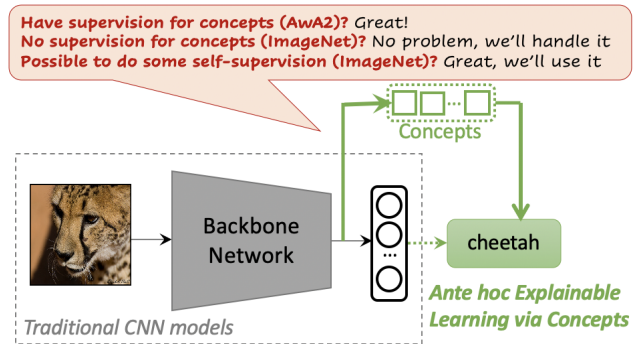 Have supervision for concepts (AwA2)? Great!
No supervision for concepts (ImageNet)? No problem, we'll handle it
Possible to do some self-supervision (ImageNet)? Great, we'll use it
...
Concepts
Backbone
Network
...
cheetah
Ante hoc Explainable
Learning via Concepts
Traditional CNN models